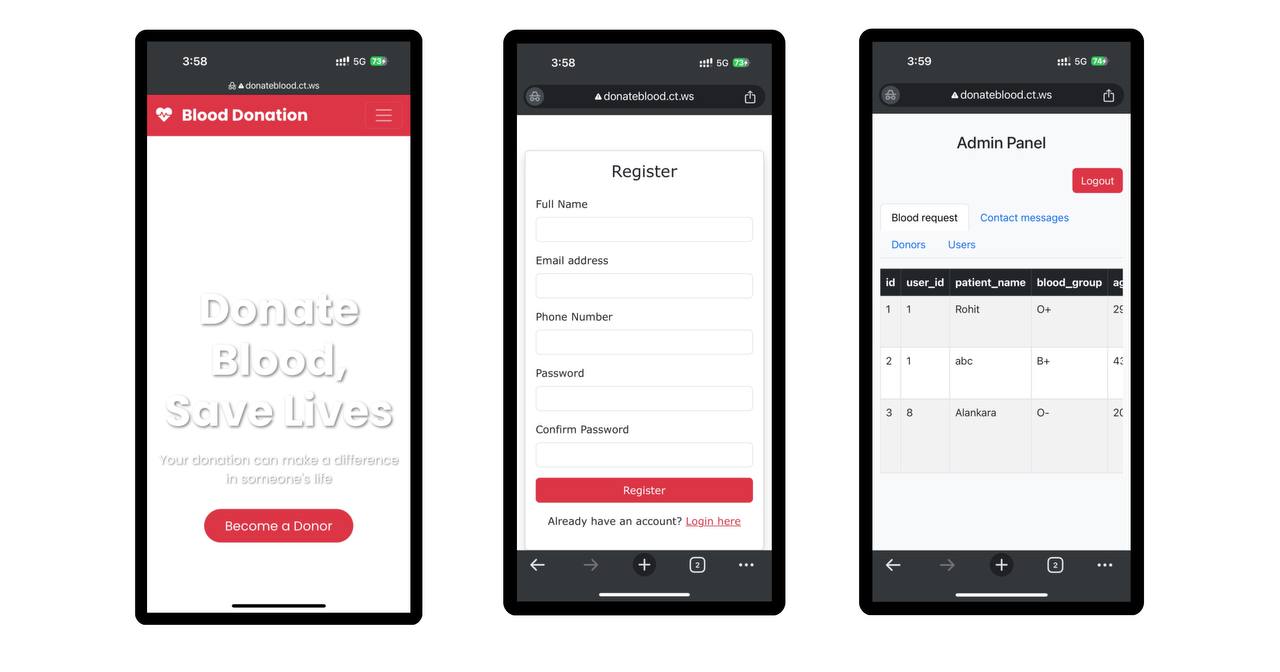 3:58 5G 73
donateblood.ct.ws
Blood Donation
Donate
Blood,
Save Lives
Your donation can make a difference
in someone's life
Become a Donor
3:58 5G 73
donateblood.ct.ws
Register
Full Name
Email address
Phone Number
Password
Confirm Password
Register
Already have an account? Login here
2
3:59 5G 74
donateblood.ct.ws
Admin Panel
Logout
Blood request Contact messages
Donors Users
id user_id patient_name blood_group
1 1 Rohit O+ 29
2 1 abc B+ 43
3 8 Alankara O- 20
2